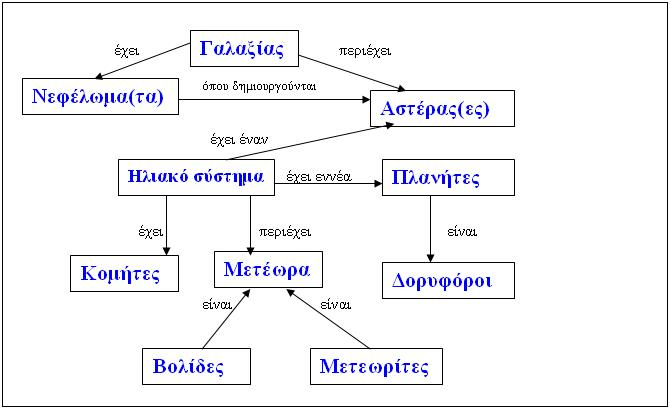 Γαλαξίας
έχει
περιέχει
Νεφέλωμα(τα)
όπου δημιουργούνται
Αστέρας(ες)
έχει έναν
Ηλιακό σύστημα
έχει εννέα
Πλανήτες
έχει
περιέχει
είναι
Κομήτες
Μετέωρα
Δορυφόροι
είναι
είναι
Βολίδες
Μετεωρίτες